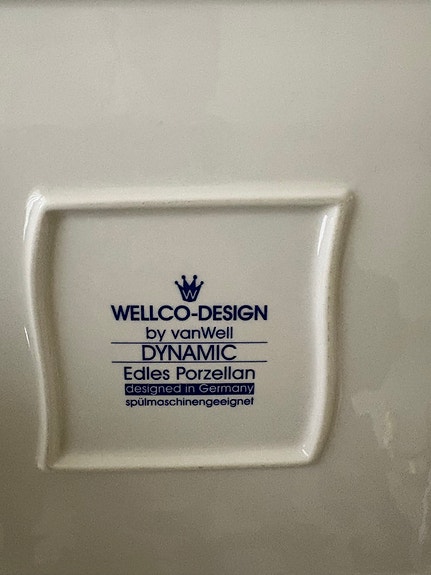 W
WELLCO-DESIGN
by vanWell
DYNAMIC
Edles Porzellan
designed in Germany
spülmaschinengeeignet